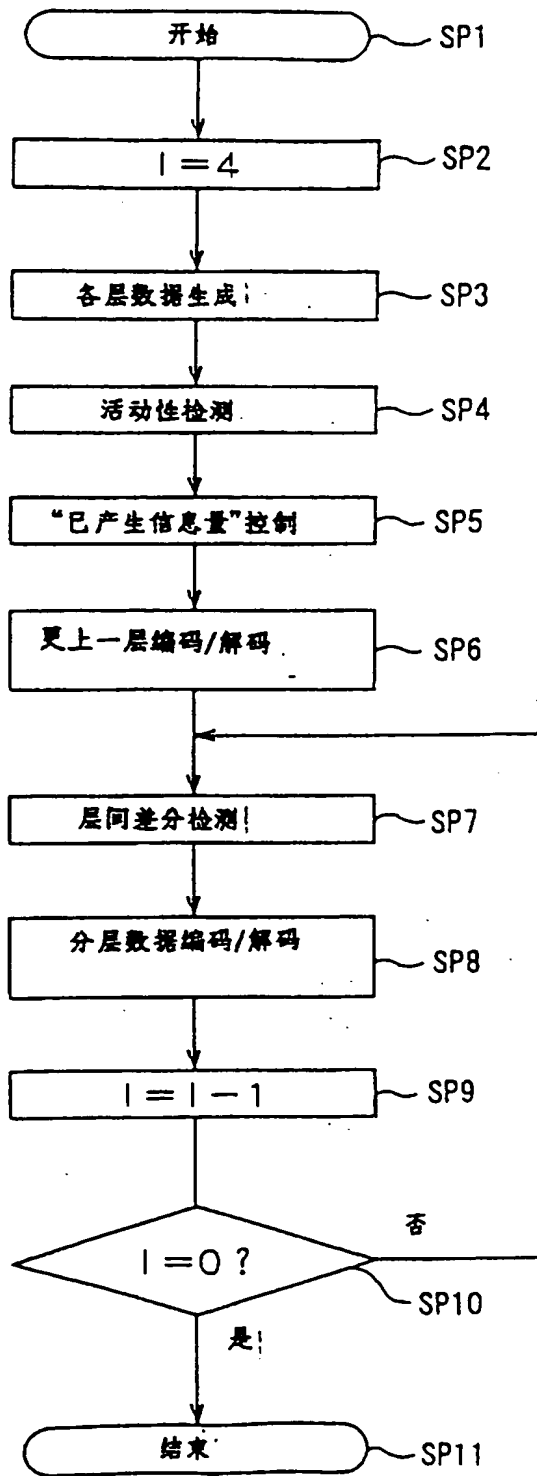 开始
SP1
I=4
SP2
各层数据生成
SP3
活动性检测
SP4
“已产生信息量”控制
SP5
更上一层编码/解码
SP6
层间差分检测
SP7
分层数据编码/解码
SP8
I=I-1
SP9
否
I=0?
SP10
是
结束
SP11